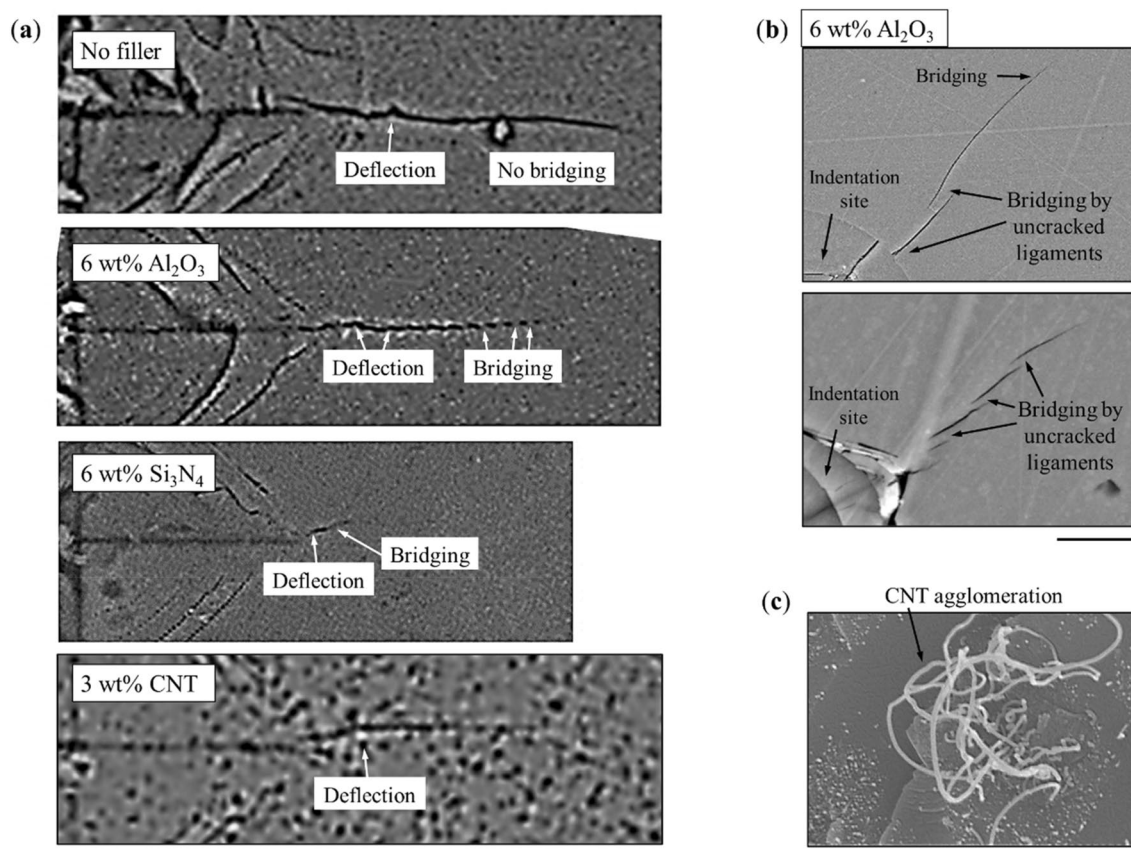 (a)
No filler
Deflection
No bridging
6 wt% Al₂O₃
Deflection
Bridging
6 wt% Si₃N₄
Deflection
Bridging
3 wt% CNT
Deflection
(b)
6 wt% Al₂O₃
Bridging
Indentation
site
Bridging by
uncracked
ligaments
Indentation
site
Bridging by
uncracked
ligaments
(c)
CNT agglomeration